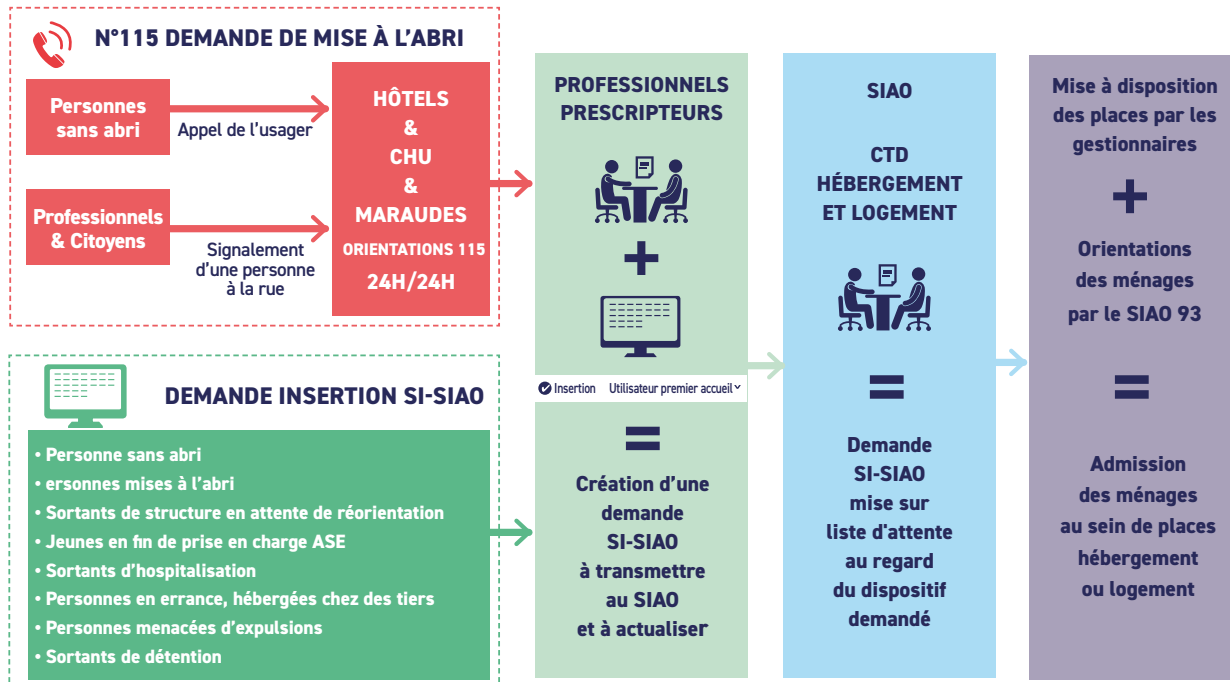 N°115 DEMANDE DE MISE À L'ABRI
Personnes
sans abri
Appel de l'usager
Professionnels
& Citoyens
Signalement
d'une personne
à la rue
HÔTELS
&
CHU
&
MARAUDES
ORIENTATIONS 115
24H/24H
DEMANDE INSERTION SI-SIAO
• Personne sans abri
• ersonnes mises à l'abri
• Sortants de structure en attente de réorientation
• Jeunes en fin de prise en charge ASE
• Sortants d'hospitalisation
• Personnes en errance, hébergées chez des tiers
• Personnes menacées d'expulsions
• Sortants de détention
PROFESSIONNELS
PRESCRIPTEURS
+
Insertion Utilisateur premier accueil
=
Création d'une
demande
SI-SIAO
à transmettre
au SIAO
et à actualiser
SIAO
CTD
HÉBERGEMENT
ET LOGEMENT
=
Demande
SI-SIAO
mise sur
liste d'attente
au regard
du dispositif
demandé
Mise à disposition
des places par les
gestionnaires
+
Orientations
des ménages
par le SIAO 93
=
Admission
des ménages
au sein de places
hébergement
ou logement